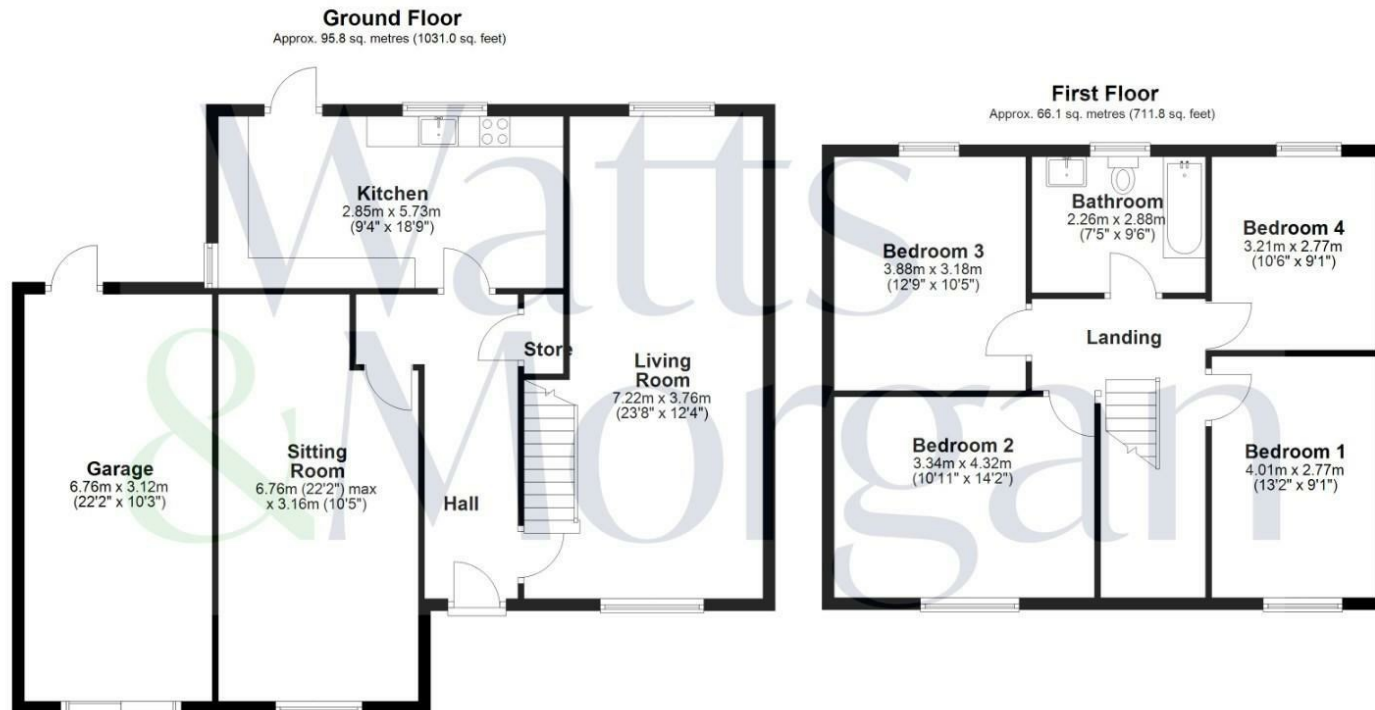 Ground Floor
Approx. 95.8 sq. metres (1031.0 sq. feet)
Kitchen
2.85m x 5.73m
(9'4" x 18'9")
Store
Living
Room
7.22m x 3.76m
(23'8" x 12'4")
Garage
6.76m x 3.12m
(22'2" x 10'3")
Sitting
Room
6.76m (22'2") max
x 3.16m (10'5")
Hall
First Floor
Approx. 66.1 sq. metres (711.8 sq. feet)
Bathroom
2.26m x 2.88m
(7'5" x 9'6")
Bedroom 3
3.88m x 3.18m
(12'9" x 10'5")
Bedroom 4
3.21m x 2.77m
(10'6" x 9'1")
Landing
Bedroom 2
3.34m x 4.32m
(10'11" x 14'2")
Bedroom 1
4.01m x 2.77m
(13'2" x 9'1")
Watts
& Morgan